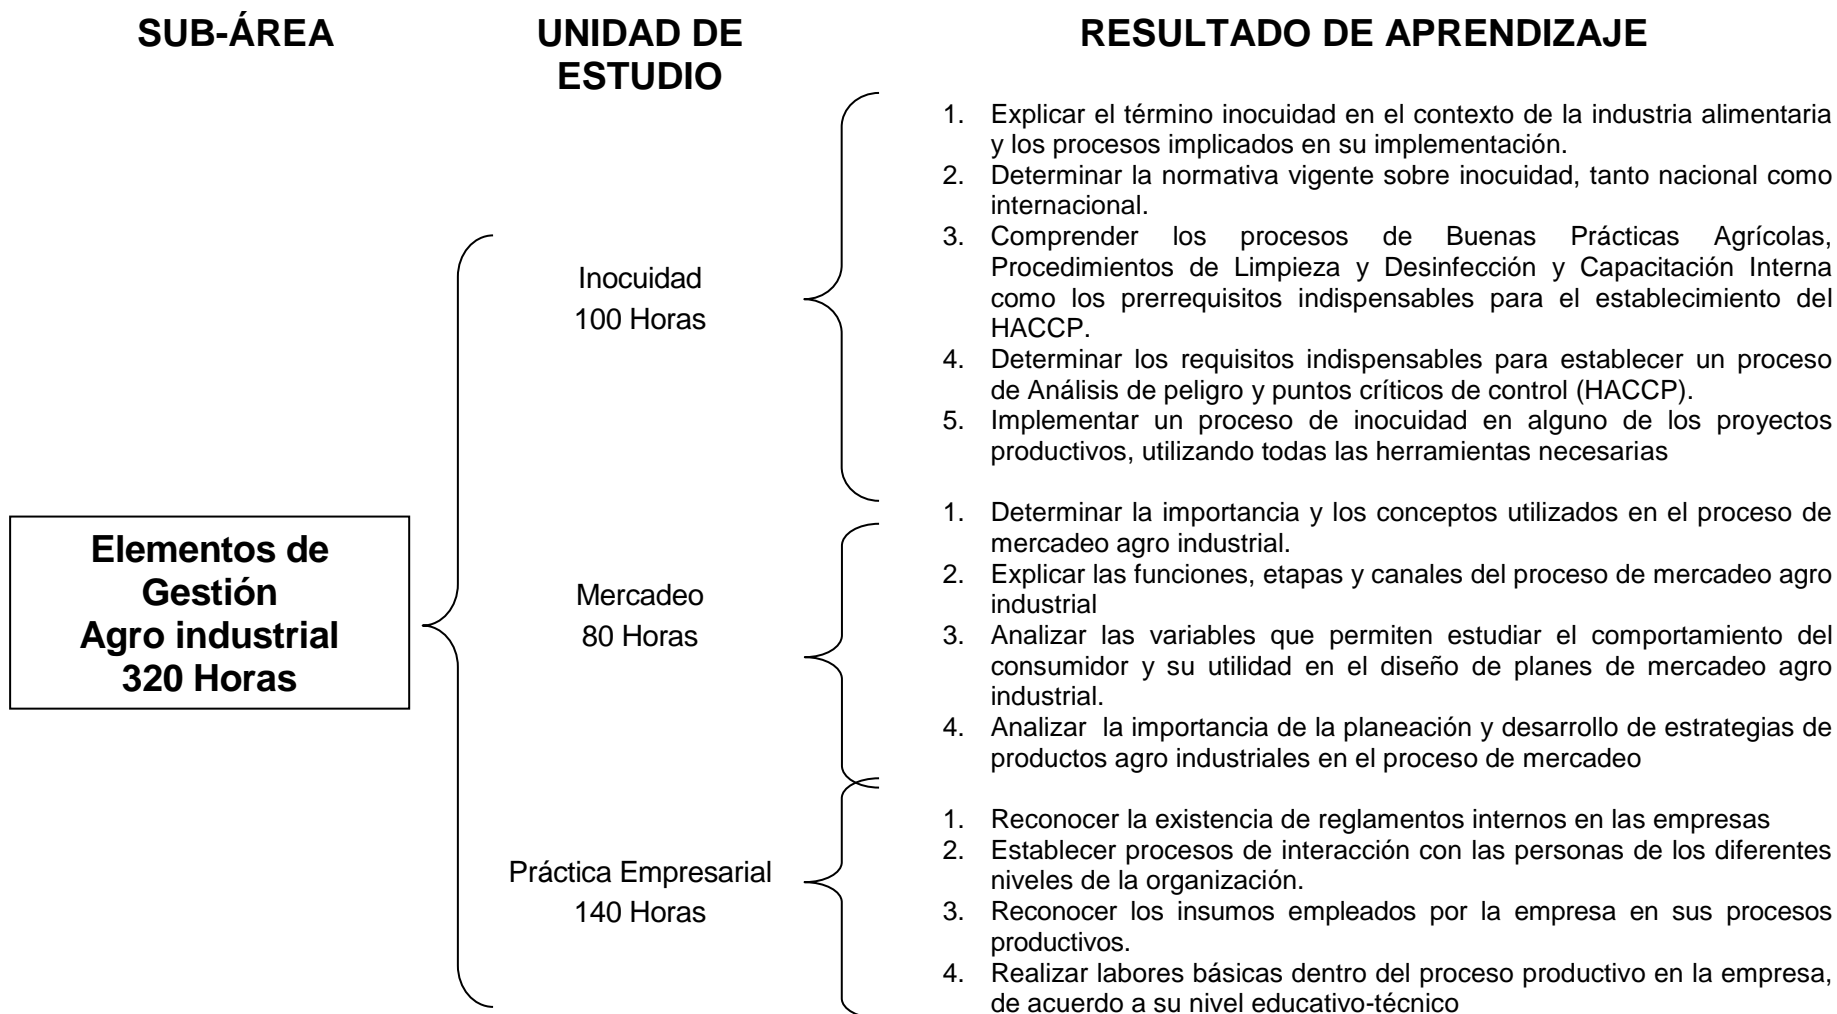 SUB-ÁREA
UNIDAD DE
ESTUDIO
RESULTADO DE APRENDIZAJE
Elementos de
Gestión
Agro industrial
320 Horas
Inocuidad
100 Horas
1. Explicar el término inocuidad en el contexto de la industria alimentaria
y los procesos implicados en su implementación.
2. Determinar la normativa vigente sobre inocuidad, tanto nacional como
internacional.
3. Comprender los procesos de Buenas Prácticas Agrícolas,
Procedimientos de Limpieza y Desinfección y Capacitación Interna
como los prerrequisitos indispensables para el establecimiento del
HACCP.
4. Determinar los requisitos indispensables para establecer un proceso
de Análisis de peligro y puntos críticos de control (HACCP).
5. Implementar un proceso de inocuidad en alguno de los proyectos
productivos, utilizando todas las herramientas necesarias
Mercadeo
80 Horas
1. Determinar la importancia y los conceptos utilizados en el proceso de
mercadeo agro industrial.
2. Explicar las funciones, etapas y canales del proceso de mercadeo agro
industrial
3. Analizar las variables que permiten estudiar el comportamiento del
consumidor y su utilidad en el diseño de planes de mercadeo agro
industrial.
4. Analizar la importancia de la planeación y desarrollo de estrategias de
productos agro industriales en el proceso de mercadeo
Práctica Empresarial
140 Horas
1. Reconocer la existencia de reglamentos internos en las empresas
2. Establecer procesos de interacción con las personas de los diferentes
niveles de la organización.
3. Reconocer los insumos empleados por la empresa en sus procesos
productivos.
4. Realizar labores básicas dentro del proceso productivo en la empresa,
de acuerdo a su nivel educativo-técnico